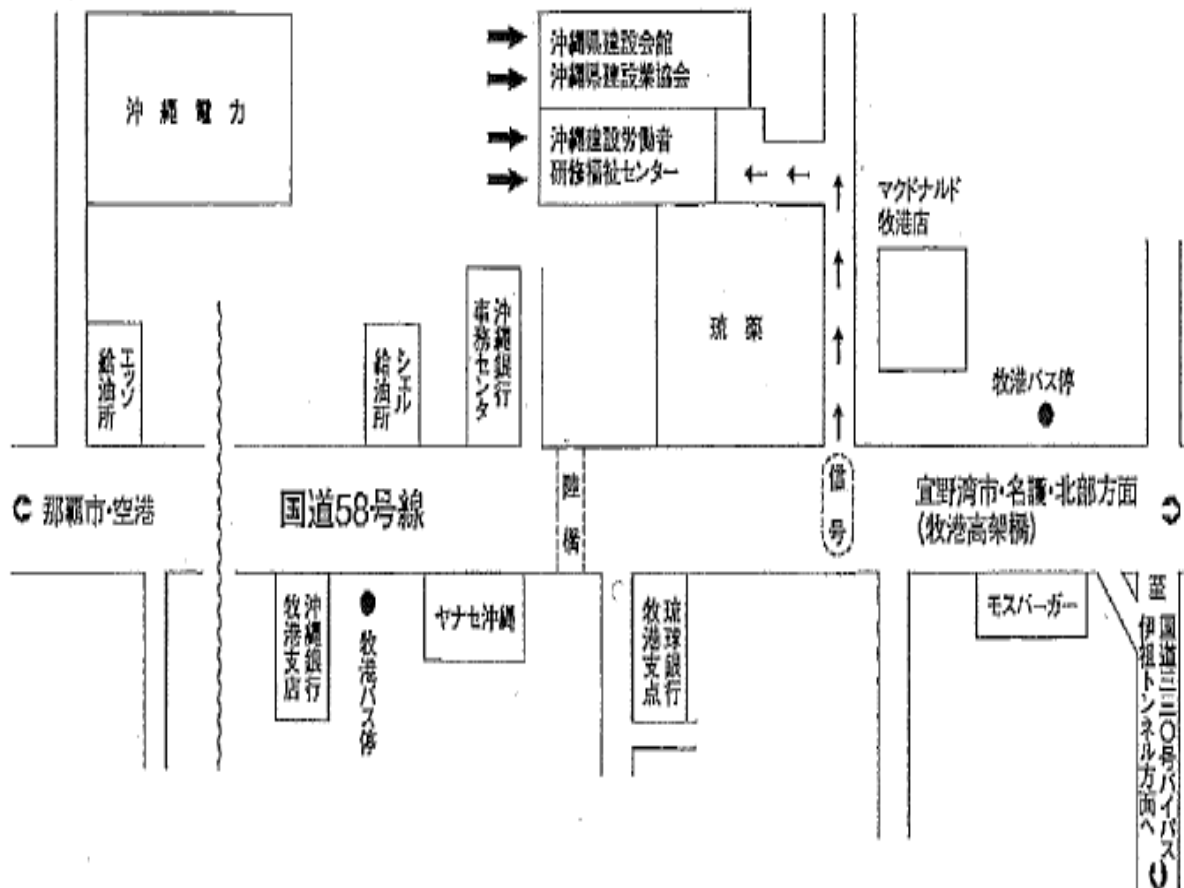 沖縄電力
沖縄県建設会館
沖縄県建設業協会
沖縄建設労働者
研修福祉センター
マクドナルド
牧港店
エッソ
給油所
シェル
給油所
沖縄銀行
事務センタ
琉薬
牧港バス停
那覇市・空港
国道58号線
陸橋
信号
宜野湾市・名護・北部方面
(牧港高架橋)
沖縄銀行
牧港支店
牧港バス停
ヤナセ沖縄
琉球銀行
牧港支点
モスバーガー
至
国道三三〇号バイパス
伊祖トンネル方面へ